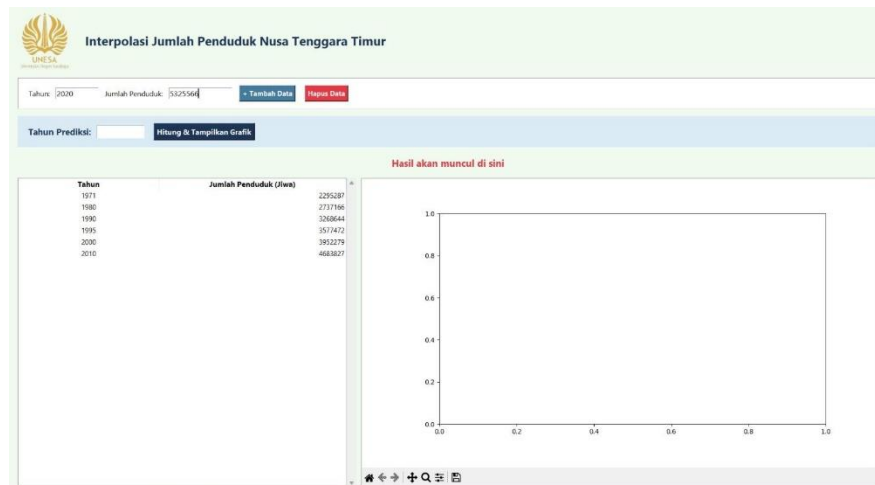 UNESA
Interpolasi Jumlah Penduduk Nusa Tenggara Timur
Tahun: 2020 Jumlah Penduduk: 5325566 + Tambah Data Hapus Data
Tahun Prediksi: Hitung & Tampilkan Grafik
Hasil akan muncul di sini
Tahun Jumlah Penduduk (Jiwa)
1971 2295287
1980 2737166
1990 3268644
1995 3577472
2000 3952279
2010 4683827
1.0
0.8
0.6
0.4
0.2
0.0
0.0 0.2 0.4 0.6 0.8 1.0